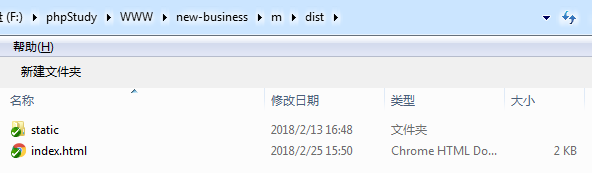 (F:) phpStudy WWW new-business m dist
帮助(H)
新建文件夹
名称 修改日期 类型 大小
static 2018/2/13 16:48 文件夹
index.html 2018/2/25 15:50 Chrome HTML Do... 2 KB